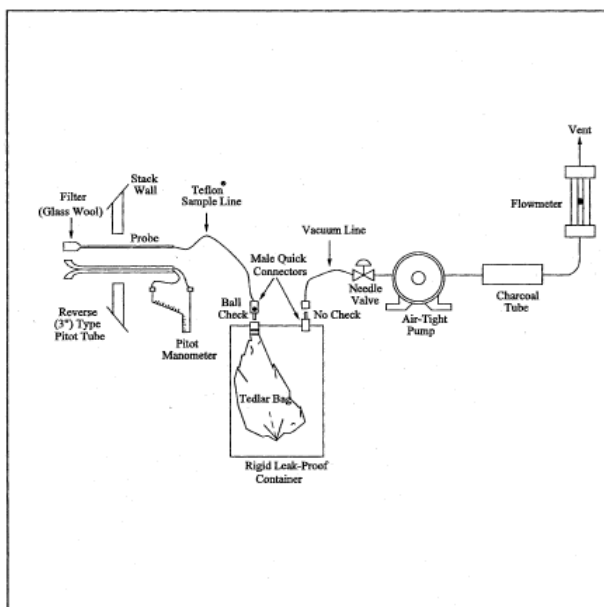 Vent
Stack
Wall
Teflon®
Sample Line
Filter
(Glass Wool)
Flowmeter
Probe
Vacuum Line
Male Quick
Connectors
Needle
Valve
Ball
Check
No Check
Charcoal
Tube
Reverse
(3") Type
Pitot Tube
Air-Tight
Pump
Pitot
Manometer
Tedlar Bag
Rigid Leak-Proof
Container